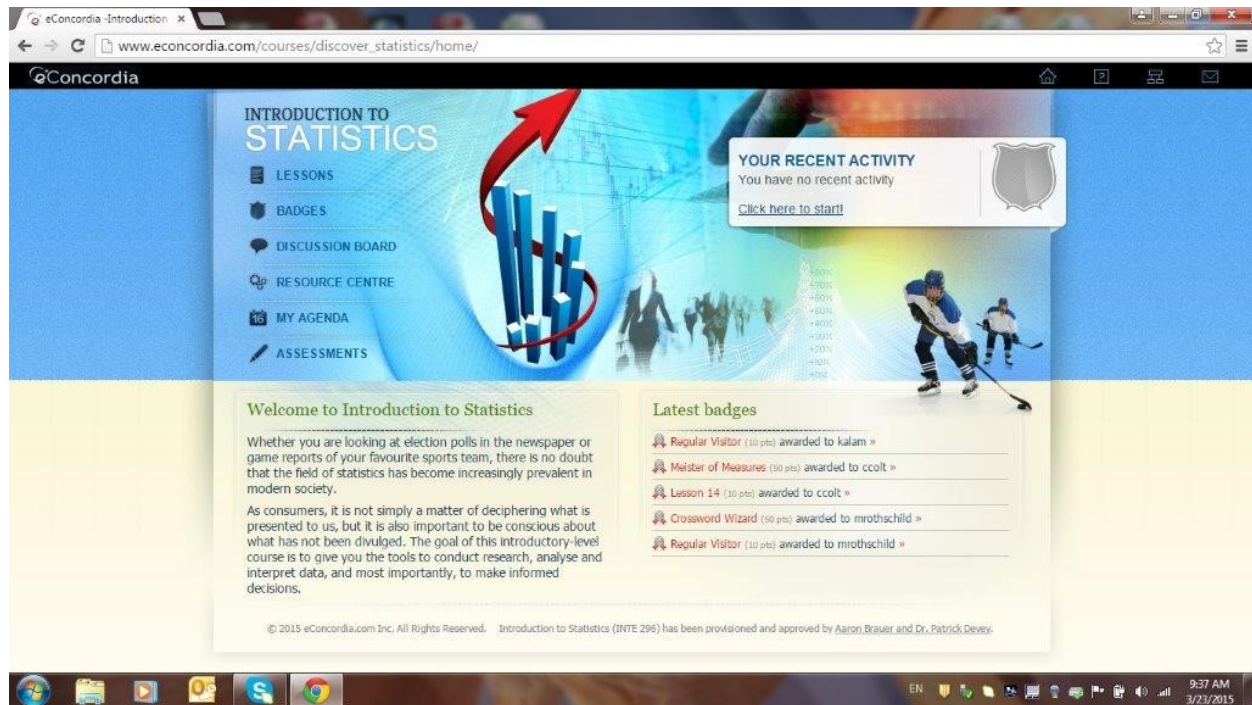 eConcordia -Introduction
www.econcordia.com/courses/discover_statistics/home/
eConcordia
INTRODUCTION TO
STATISTICS
LESSONS
BADGES
DISCUSSION BOARD
RESOURCE CENTRE
16 MY AGENDA
ASSESSMENTS
YOUR RECENT ACTIVITY
You have no recent activity
Click here to start!
+90%
+70%
+60%
+50%
+40%
+30%
+20%
+10%
+0%
Welcome to Introduction to Statistics
Whether you are looking at election polls in the newspaper or
game reports of your favourite sports team, there is no doubt
that the field of statistics has become increasingly prevalent in
modern society.
As consumers, it is not simply a matter of deciphering what is
presented to us, but it is also important to be conscious about
what has not been divulged. The goal of this introductory-level
course is to give you the tools to conduct research, analyse and
interpret data, and most importantly, to make informed
decisions.
Latest badges
Regular Visitor (10 pts) awarded to kalam »
Meister of Measures (50 pts) awarded to ccolt »
Lesson 14 (10 pts) awarded to ccolt »
Crossword Wizard (50 pts) awarded to mrothschild »
Regular Visitor (10 pts) awarded to mrothschild »
© 2015 eConcordia.com Inc. All Rights Reserved. Introduction to Statistics (INTE 296) has been provisioned and approved by Aaron Brauer and Dr. Patrick Devey.
EN
9:37 AM
3/23/2015